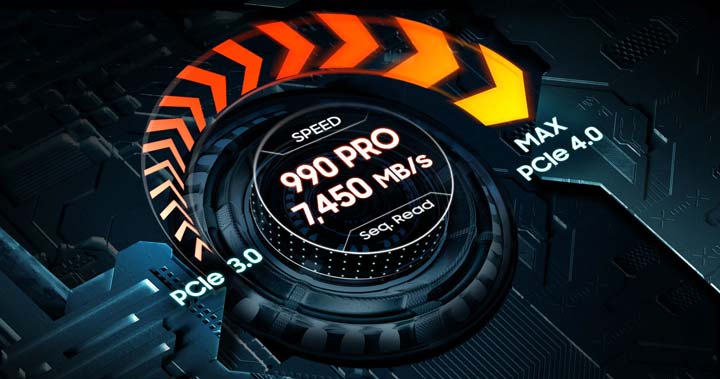 SPEED
990 PRO
7,450 MB/s
Seq. Read
MAX
PCIe 4.0
PCIe 3.0